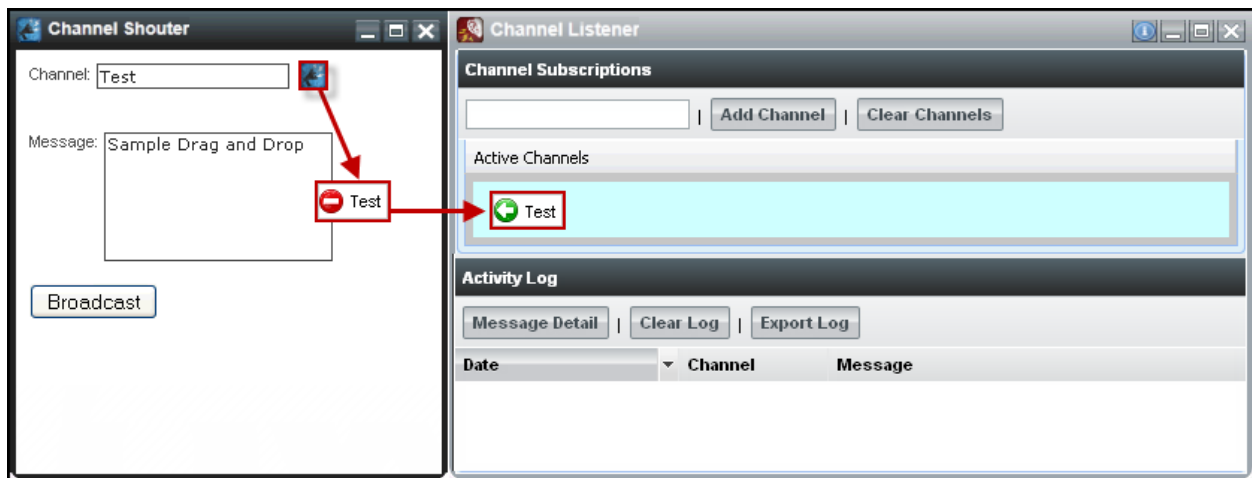 Channel Shouter
Channel: Test
Message: Sample Drag and Drop
Test
Broadcast
Channel Listener
Channel Subscriptions
| Add Channel | Clear Channels
Active Channels
Test
Activity Log
Message Detail | Clear Log | Export Log
Date Channel Message